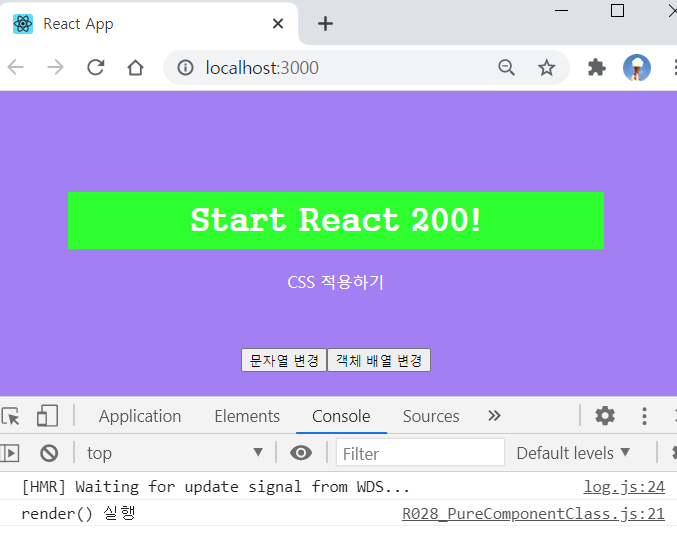 React App
localhost:3000
Start React 200!
CSS 적용하기
문자열 변경 객체 배열 변경
Application Elements Console Sources
top Filter Default levels
[HMR] Waiting for update signal from WDS... log.js:24
render() 실행 R028_PureComponentClass.js:21